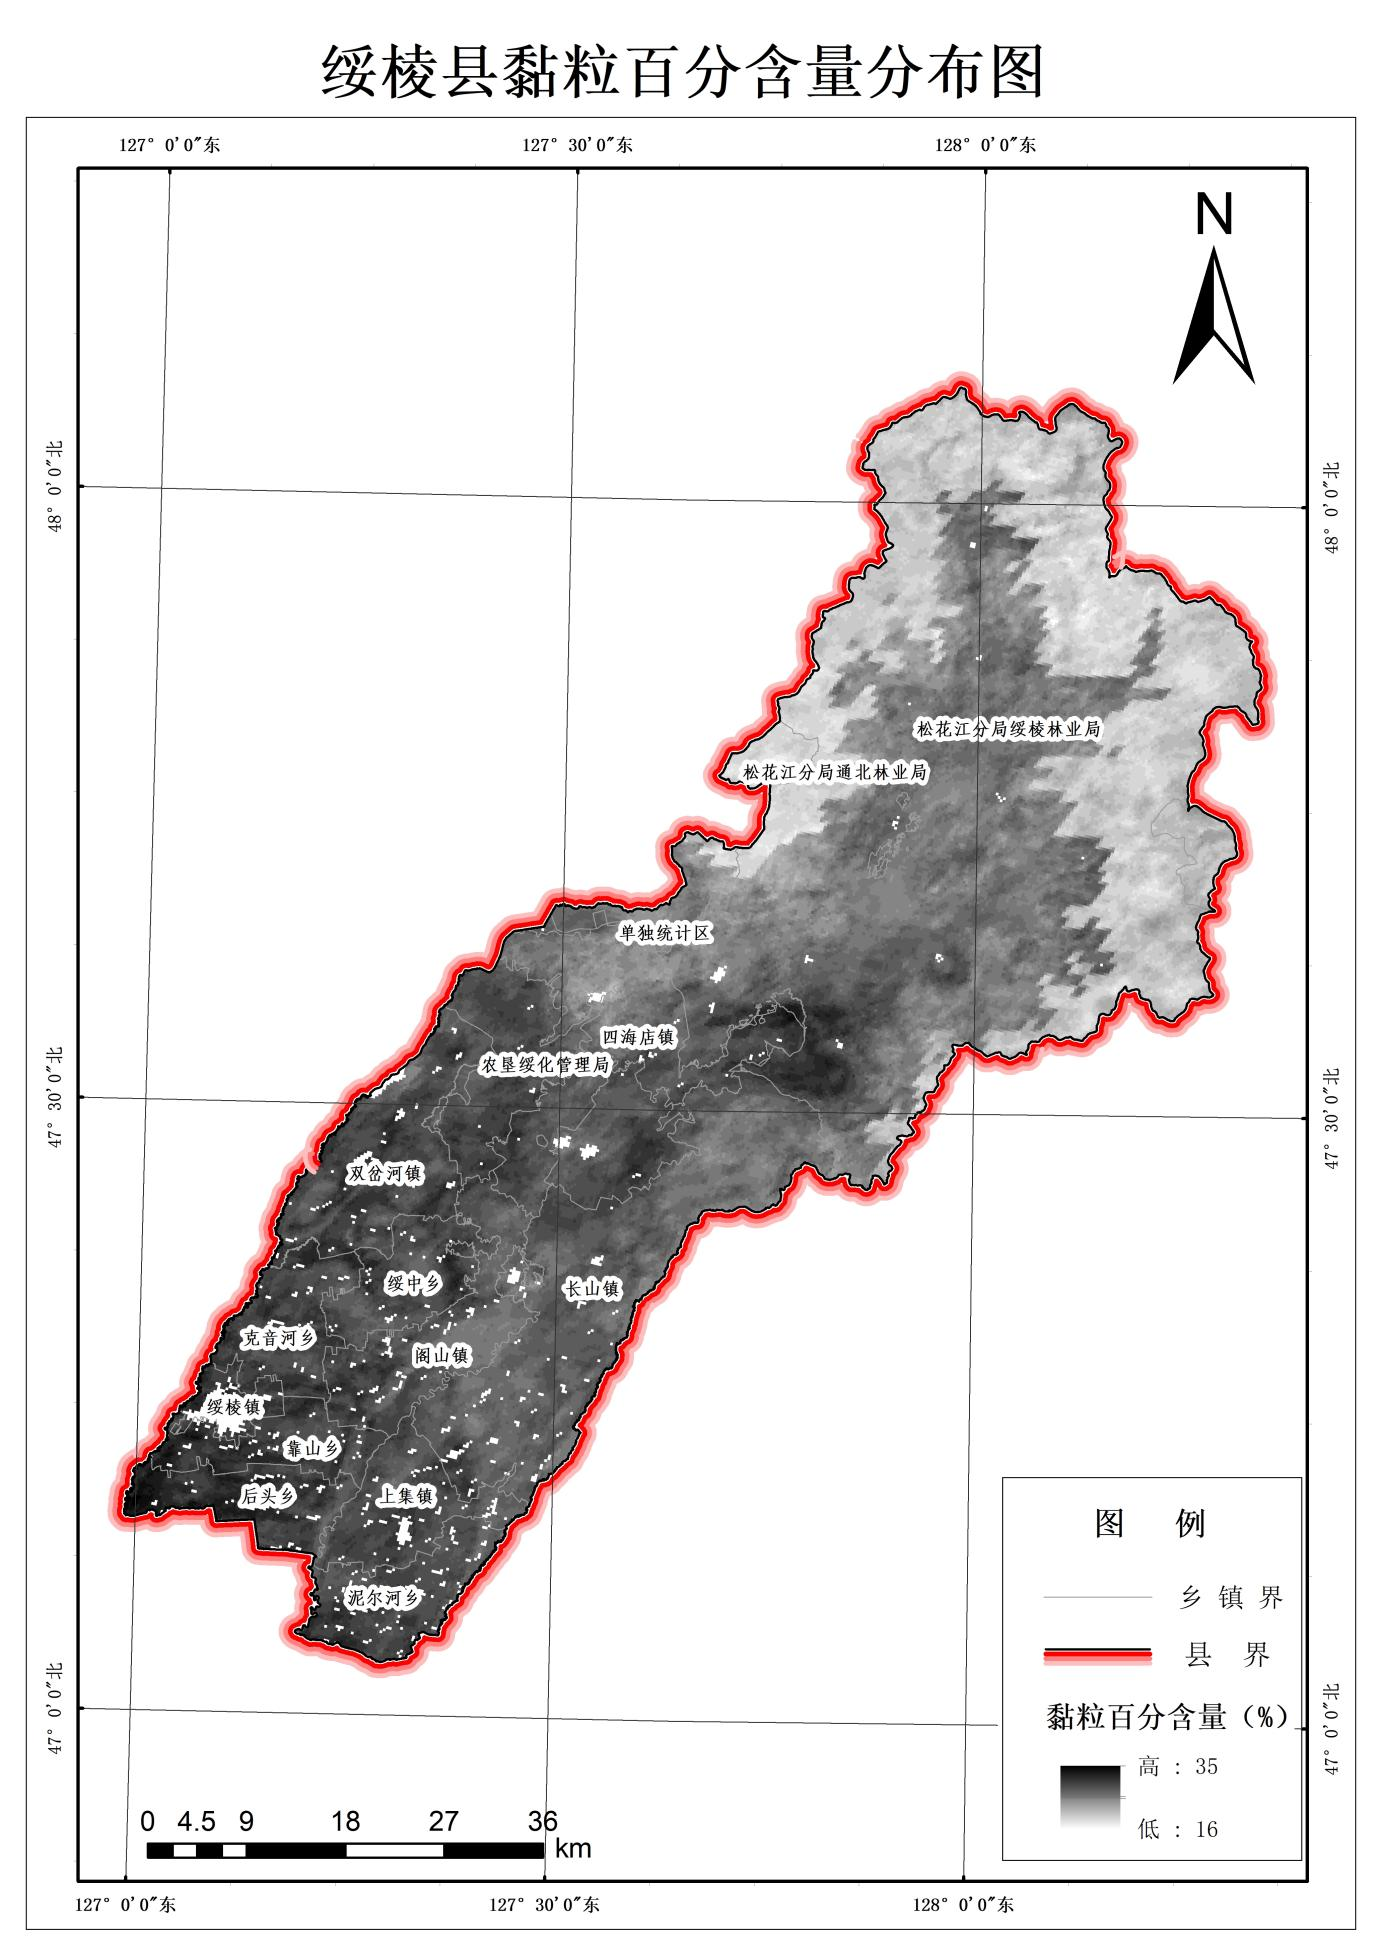 绥棱县黏粒百分含量分布图
127° 0'0"东
127° 30'0"东
128° 0'0"东
N
48° 0'0"北
48° 0'0"北
松花江分局绥棱林业局
松花江分局通北林业局
单独统计区
四海店镇
农垦绥化管理局
47° 30'0"北
47° 30'0"北
双岔河镇
绥中乡
长山镇
克音河乡
阁山镇
绥棱镇
靠山乡
后头乡
上集镇
泥尔河乡
47° 0'0"北
47° 0'0"北
图 例
乡 镇 界
县 界
黏粒百分含量（%）
高 : 35
低 : 16
0 4.5 9 18 27 36
km
127° 0'0"东
127° 30'0"东
128° 0'0"东